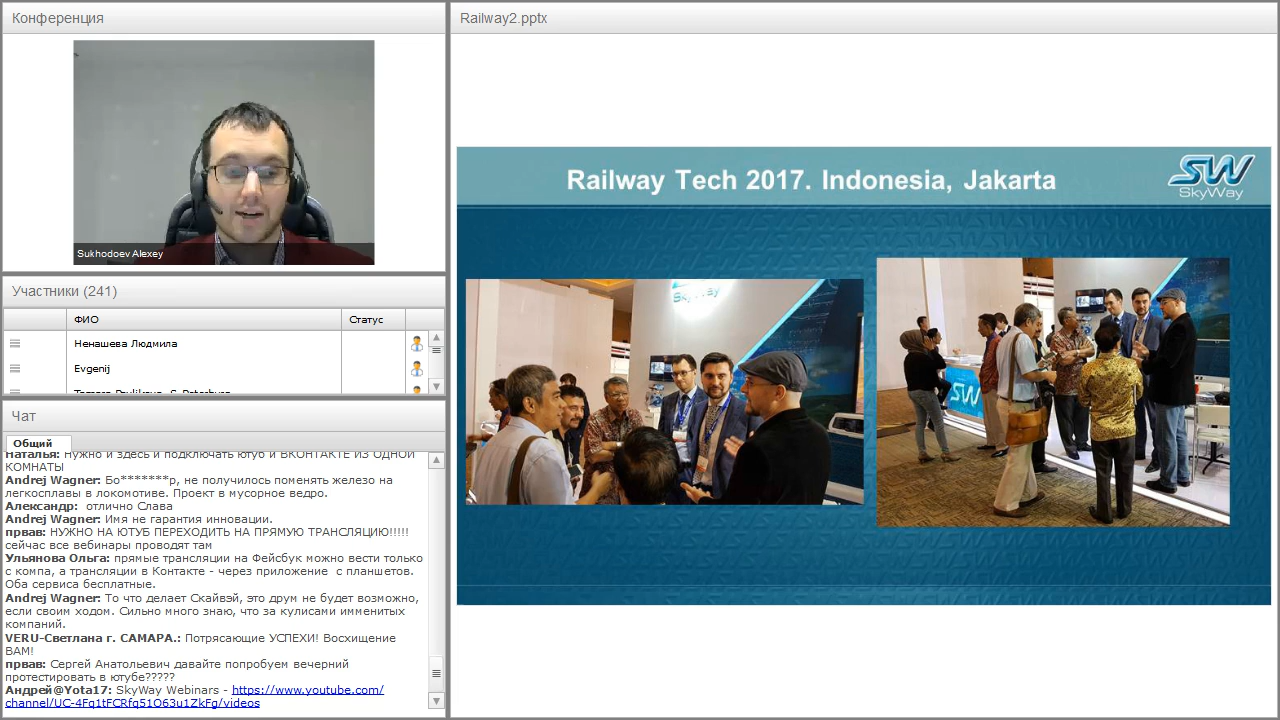 Конференция
Sukhodoev Alexey
Участники (241)
ФИО
Статус
Ненашева Людмила
Evgenij
Чат
Общий
Наталья: Нужно и здесь и подключать ютуб и ВКОНТАКТЕ ИЗ ОДНОЙ
КОМНАТЫ
Andrej Wagner: Бо*******р, не получилось поменять железо на
легкосплавы в локомотиве. Проект в мусорное ведро.
Александр: отлично Слава
Andrej Wagner: Имя не гарантия инновации.
првав: НУЖНО НА ЮТУБ ПЕРЕХОДИТЬ НА ПРЯМУЮ ТРАНСЛЯЦИЮ!!!!!
сейчас все вебинары проводят там
Ульянова Ольга: прямые трансляции на Фейсбук можно вести только
с компа, а трансляции в Контакте - через приложение с планшетов.
Оба сервиса бесплатные.
Andrej Wagner: То что делает Скайвэй, это друм не будет возможно,
если своим ходом. Сильно много знаю, что за кулисами имменитых
компаний.
VERU-Светлана г. САМАРА.: Потрясающие УСПЕХИ! Восхищение
ВАМ!
првав: Сергей Анатольевич давайте попробуем вечерний
протестировать в ютубе?????
Андрей@Yota17: SkyWay Webinars - https://www.youtube.com/
channel/UC-4Fq1tFCRfq51O63u1ZkFg/videos
Railway2.pptx
Railway Tech 2017. Indonesia, Jakarta
SW
SkyWay
SkyWay
SW